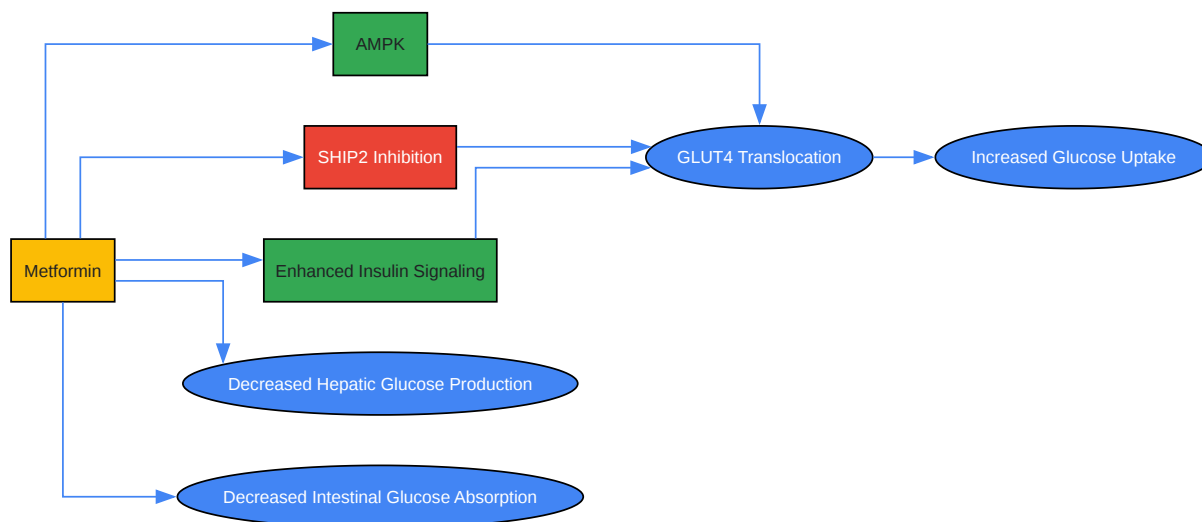 AMPK
SHIP2 Inhibition
GLUT4 Translocation
Increased Glucose Uptake
Metformin
Enhanced Insulin Signaling
Decreased Hepatic Glucose Production
Decreased Intestinal Glucose Absorption